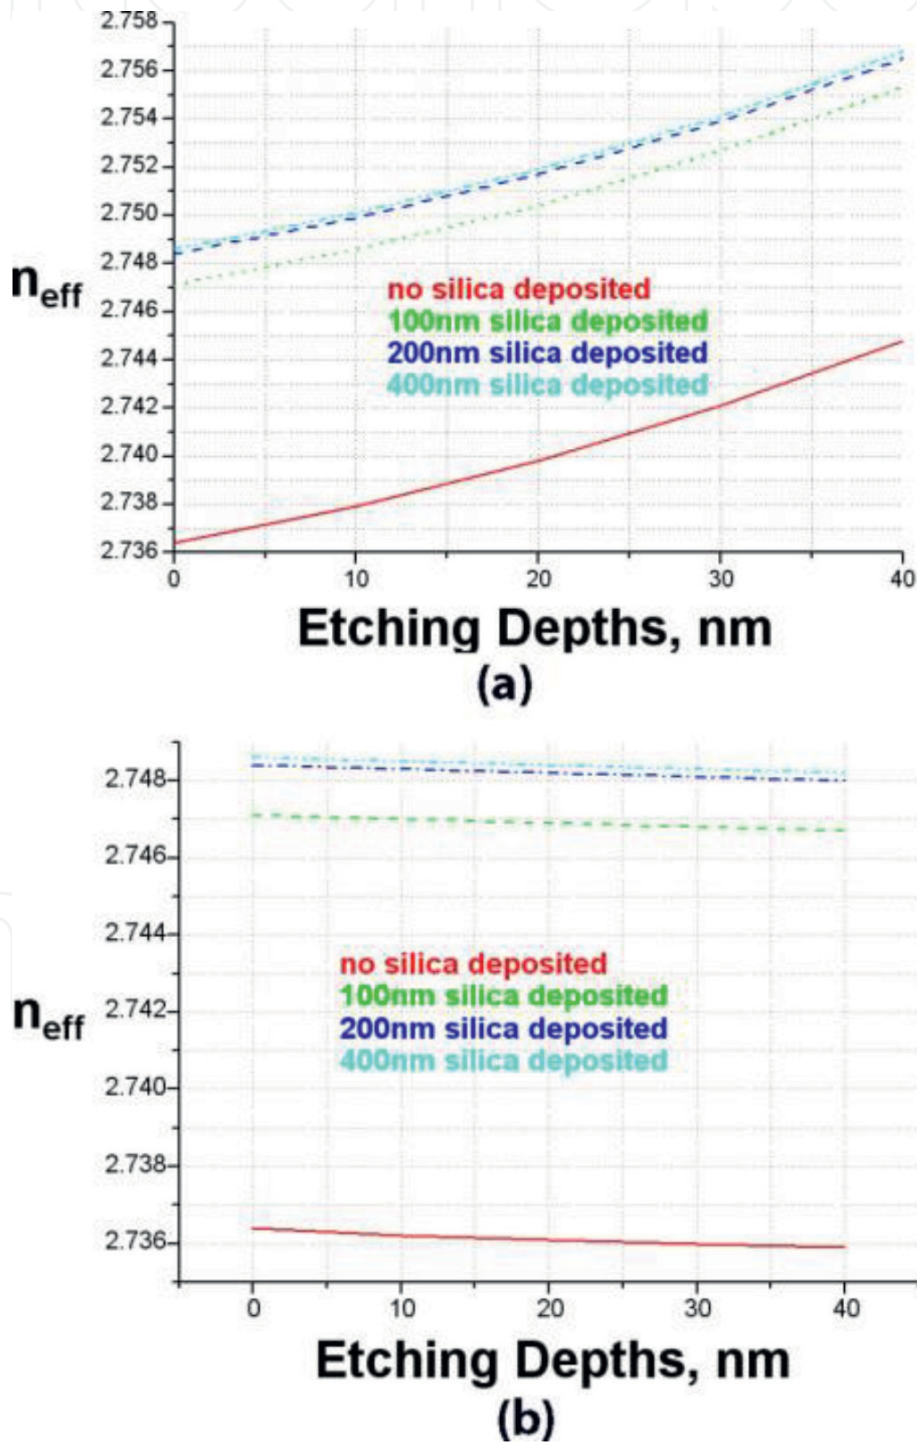 2.758
2.756
2.754
2.752
2.750
2.748
2.746
2.744
2.742
2.740
2.738
2.736
neff
no silica deposited
100nm silica deposited
200nm silica deposited
400nm silica deposited
0 10 20 30 40
Etching Depths, nm
(a)
2.748
2.746
2.744
2.742
2.740
2.738
2.736
neff
no silica deposited
100nm silica deposited
200nm silica deposited
400nm silica deposited
0 10 20 30 40
Etching Depths, nm
(b)